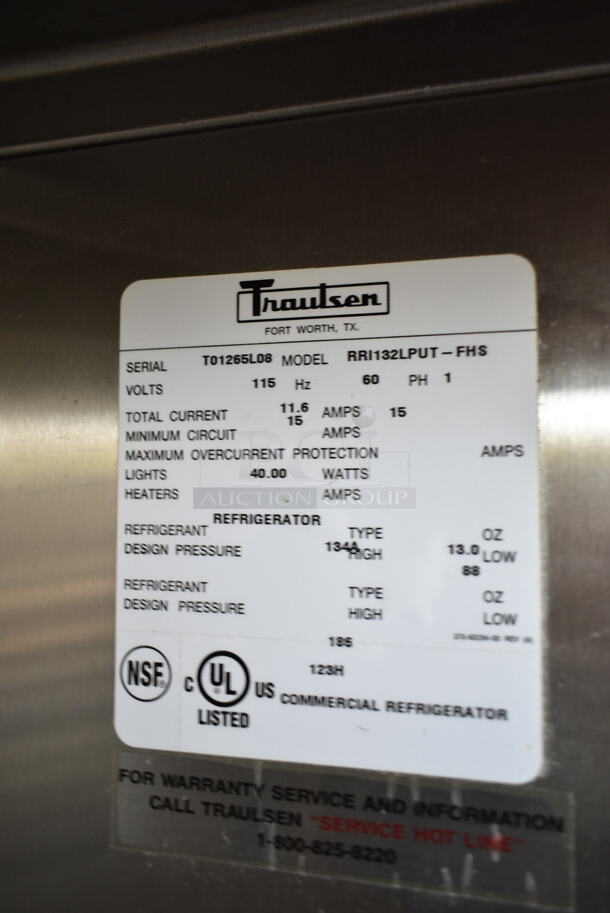 Traulsen
FORT WORTH, TX.
SERIAL T01265L08 MODEL RRI132LPUT-FHS
VOLTS 115 Hz 60 PH 1
TOTAL CURRENT 11.6 AMPS 15
MINIMUM CIRCUIT 15 AMPS
MAXIMUM OVERCURRENT PROTECTION AMPS
LIGHTS 40.00 WATTS
HEATERS AMPS
AUCTION GROUP
REFRIGERATOR
REFRIGERANT TYPE OZ
DESIGN PRESSURE 134A HIGH 13.0 LOW
88
REFRIGERANT TYPE OZ
DESIGN PRESSURE HIGH LOW
186
123H
NSF
C UL US COMMERCIAL REFRIGERATOR
LISTED
FOR WARRANTY SERVICE AND INFORMATION
CALL TRAULSEN "SERVICE HOT LINE"
1-800-825-8220